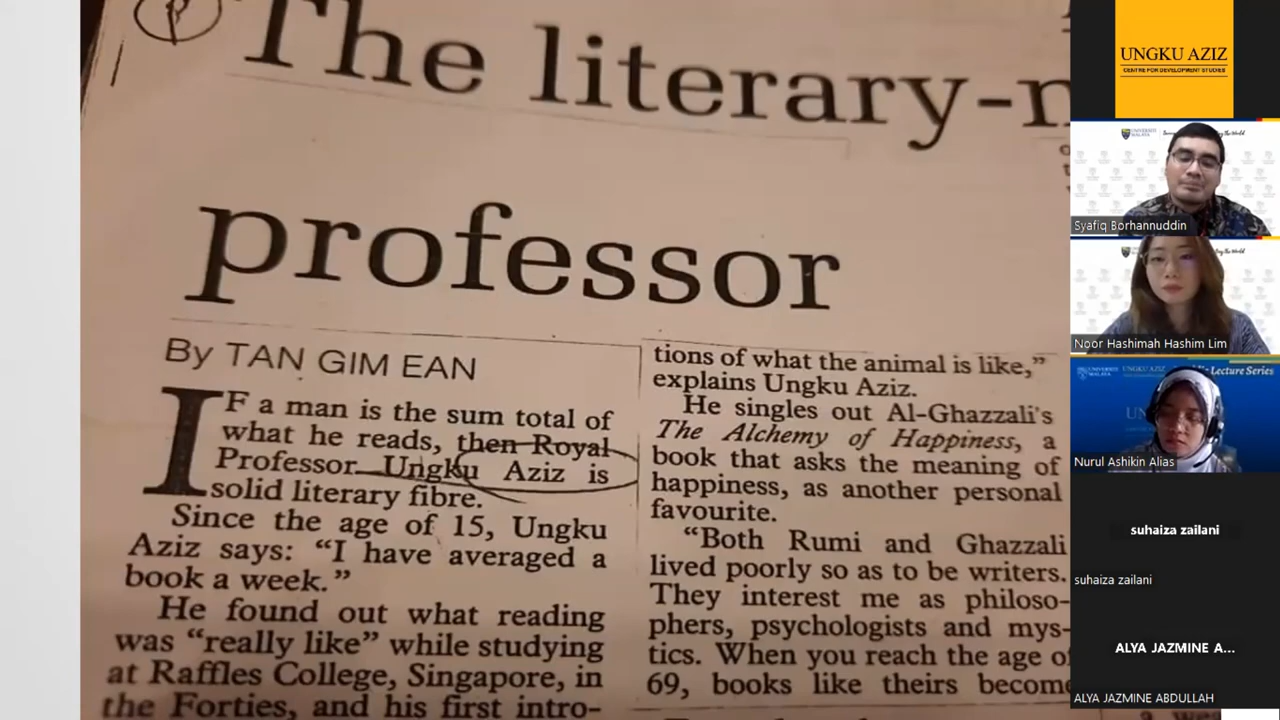 The literary-
professor
By TAN GIM EAN
IF a man is the sum total of
what he reads, then Royal
Professor Ungku Aziz is
solid literary fibre.
Since the age of 15, Ungku
Aziz says: “I have averaged a
book a week.”
He found out what reading
was “really like” while studying
at Raffles College, Singapore, in
the Forties, and his first intro-
tions of what the animal is like,”
explains Ungku Aziz.
He singles out Al-Ghazzali's
The Alchemy of Happiness, a
book that asks the meaning of
happiness, as another personal
favourite.
“Both Rumi and Ghazzali
lived poorly so as to be writers.
They interest me as philoso-
phers, psychologists and mys-
tics. When you reach the age of
69, books like theirs become
UNGKU AZIZ
CENTRE FOR DEVELOPMENT STUDIES
UNIVERSITI
MALAYA
Syafiq Borhannuddin
Noor Hashimah Hashim Lim
Lecture Series
Nurul Ashikin Alias
suhaiza zailani
suhaiza zailani
ALYA JAZMINE A...
ALYA JAZMINE ABDULLAH